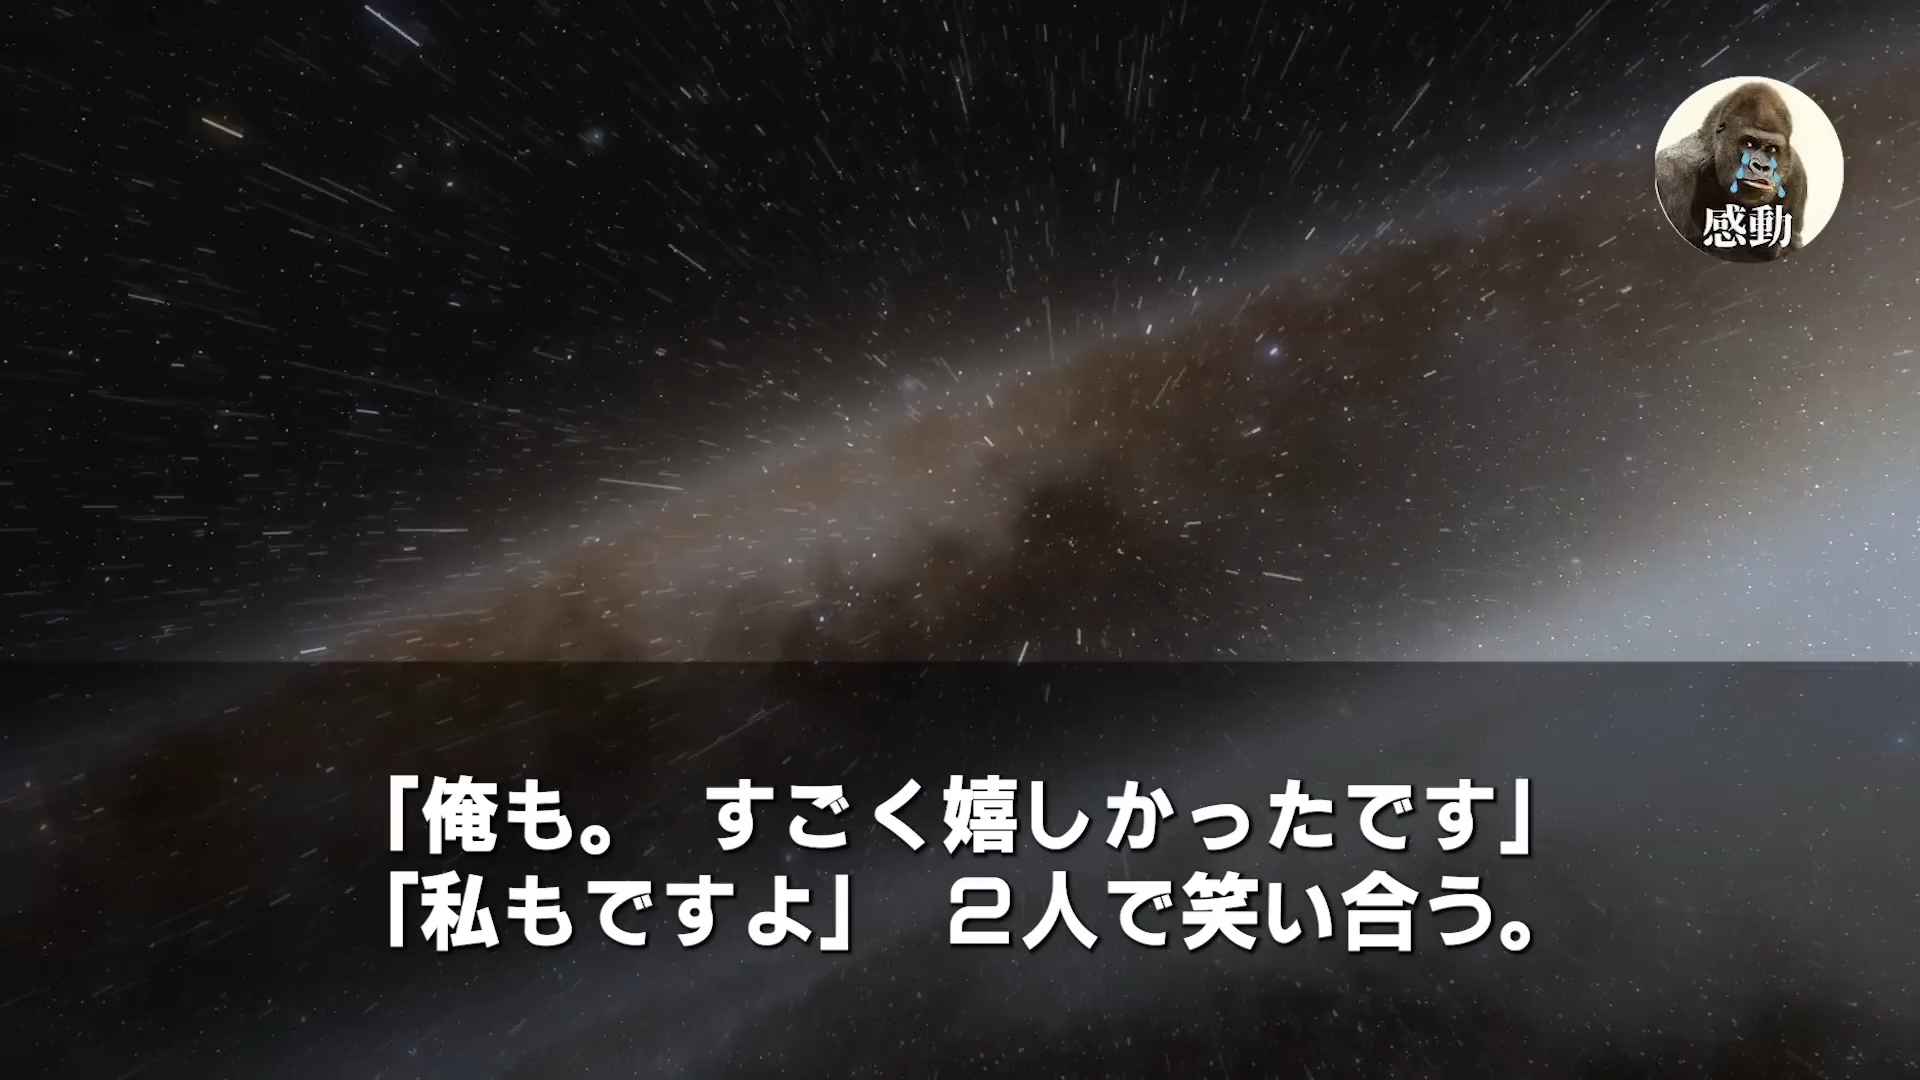 感動
「俺も。　すごく嬉しかったです」
「私もですよ」　２人で笑い合う。